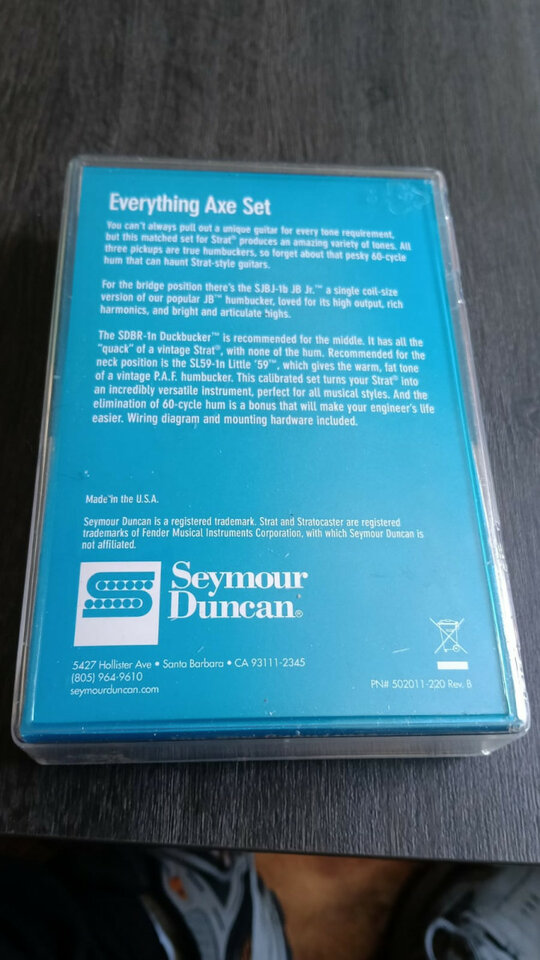 Everything Axe Set
You can't always pull out a unique guitar for every tone requirement,
but this matched set for Strat® produces an amazing variety of tones. All
three pickups are true humbuckers, so forget about that pesky 60-cycle
hum that can haunt Strat-style guitars.
For the bridge position there's the SJBJ-1b JB Jr.™ a single coil-size
version of our popular JB™ humbucker, loved for its high output, rich
harmonics, and bright and articulate highs.
The SDBR-1n Duckbucker™ is recommended for the middle. It has all the
"quack" of a vintage Strat®, with none of the hum. Recommended for the
neck position is the SL59-1n Little '59™, which gives the warm, fat tone
of a vintage P.A.F. humbucker. This calibrated set turns your Strat® into
an incredibly versatile instrument, perfect for all musical styles. And the
elimination of 60-cycle hum is a bonus that will make your engineer's life
easier. Wiring diagram and mounting hardware included.
Made in the U.S.A.
Seymour Duncan is a registered trademark. Strat and Stratocaster are registered
trademarks of Fender Musical Instruments Corporation, with which Seymour Duncan is
not affiliated.
Seymour
Duncan®
5427 Hollister Ave • Santa Barbara • CA 93111-2345
(805) 964-9610
seymourduncan.com
PN# 502011-220 Rev. B